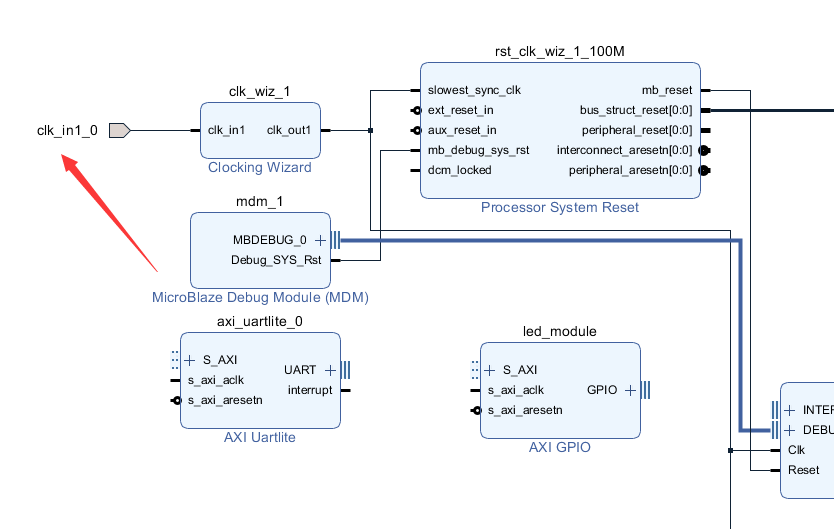 rst_clk_wiz_1_100M
clk_wiz_1
slowest_sync_clk
mb_reset
ext_reset_in
bus_struct_reset[0:0]
clk_in1_0
clk_in1
clk_out1
aux_reset_in
peripheral_reset[0:0]
mb_debug_sys_rst
interconnect_aresetn[0:0]
Clocking Wizard
dcm_locked
peripheral_aresetn[0:0]
mdm_1
Processor System Reset
MBDEBUG_0
Debug_SYS_Rst
MicroBlaze Debug Module (MDM)
axi_uartlite_0
led_module
S_AXI
UART
s_axi_aclk
interrupt
s_axi_aresetn
AXI Uartlite
S_AXI
s_axi_aclk
GPIO
s_axi_aresetn
AXI GPIO
INTER
DEBU
Clk
Reset